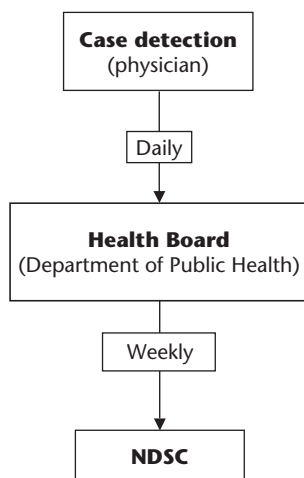 Case detection
(physician)
Daily
Health Board
(Department of Public Health)
Weekly
NDSC